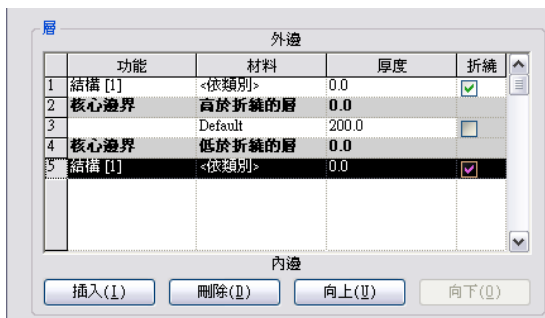 層
外邊
功能 材料 厚度 折繞
1 結構 [1] <依類別> 0.0
2 核心邊界 高於折繞的層 0.0
3 Default 200.0
4 核心邊界 低於折繞的層 0.0
5 結構 [1] <依類別> 0.0
內邊
插入(I) 刪除(D) 向上(U) 向下(O)